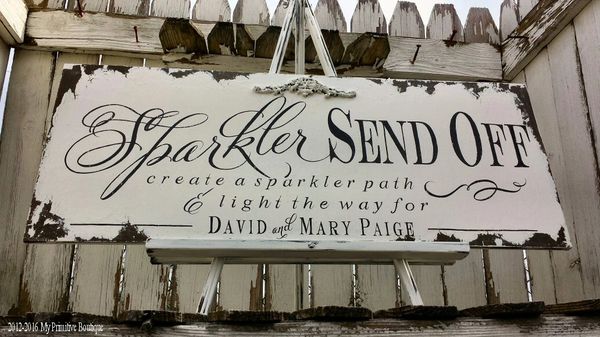 Sparkler SEND OFF
create a sparkler path
& light the way for
DAVID and MARY PAIGE
2012-2016 My Primitive Boutique